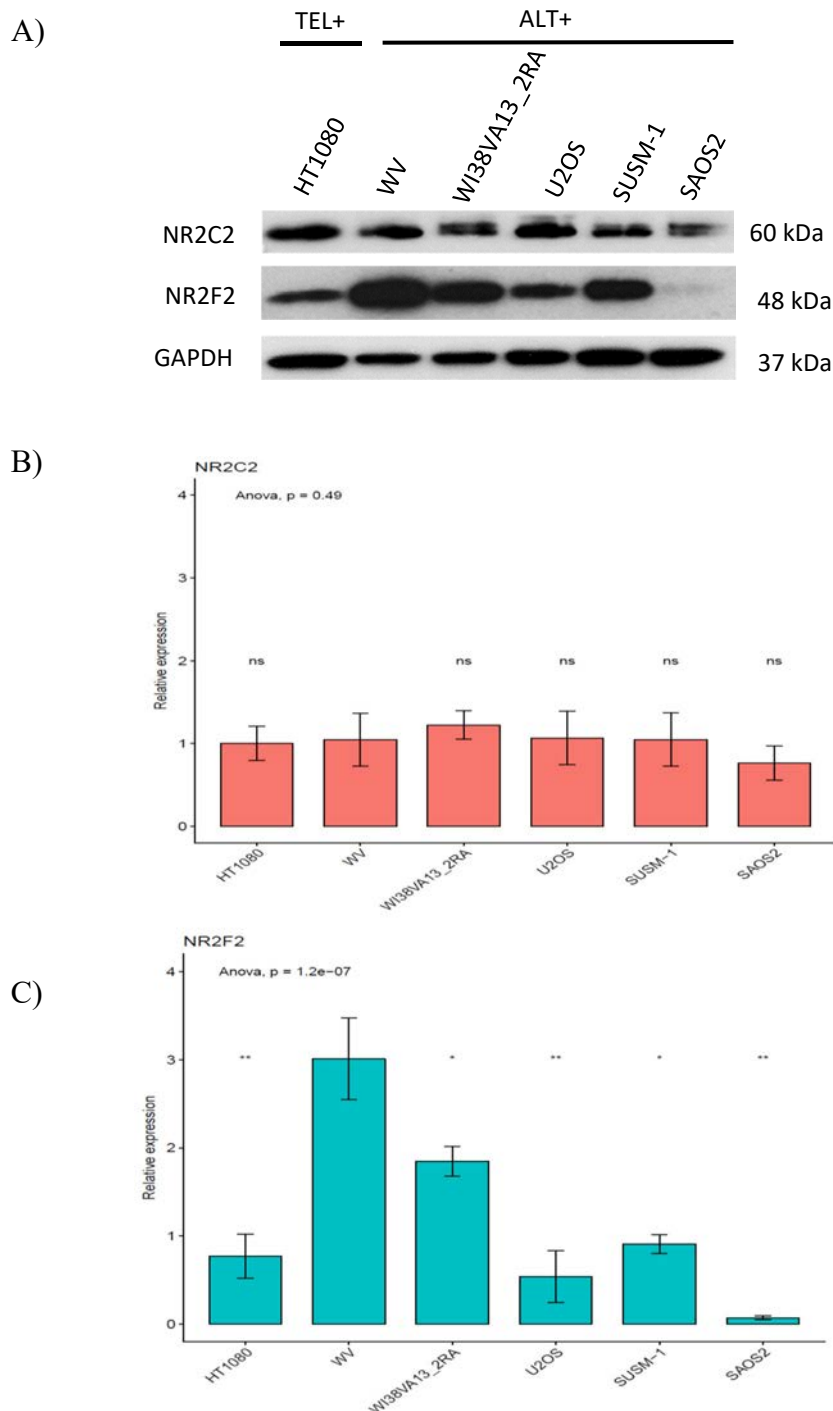 A)
TEL+ ALT+
HT1080 WV WI38VA13_2RA U2OS SUSM-1 SAOS2
NR2C2 60 kDa
NR2F2 48 kDa
GAPDH 37 kDa
B)
NR2C2
Anova, p = 0.49
4
3
2
1
0
Relative expression
ns ns ns ns ns
HT1080 WV WI38VA13_2RA U2OS SUSM−1 SAOS2
C)
NR2F2
Anova, p = 1.2e−07
4
3
2
1
0
Relative expression
** * ** * **
HT1080 WV WI38VA13_2RA U2OS SUSM−1 SAOS2